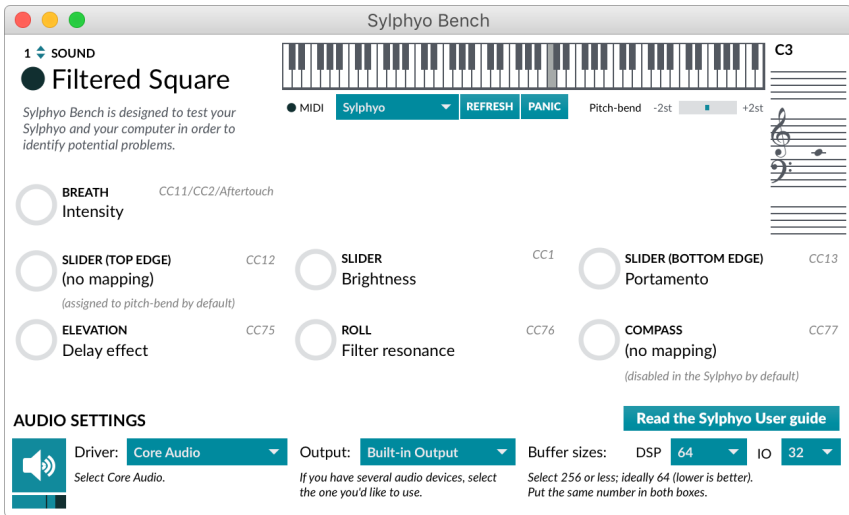 Sylphyo Bench
1 SOUND
Filtered Square
Sylphyo Bench is designed to test your
Sylphyo and your computer in order to
identify potential problems.
C3
MIDI Sylphyo REFRESH PANIC Pitch-bend -2st +2st
BREATH CC11/CC2/Aftertouch
Intensity
SLIDER (TOP EDGE) CC12
(no mapping)
(assigned to pitch-bend by default)
SLIDER CC1
Brightness
SLIDER (BOTTOM EDGE) CC13
Portamento
ELEVATION CC75
Delay effect
ROLL CC76
Filter resonance
COMPASS CC77
(no mapping)
(disabled in the Sylphyo by default)
AUDIO SETTINGS
Read the Sylphyo User guide
Driver: Core Audio
Select Core Audio.
Output: Built-in Output
If you have several audio devices, select
the one you'd like to use.
Buffer sizes: DSP 64 IO 32
Select 256 or less; ideally 64 (lower is better).
Put the same number in both boxes.